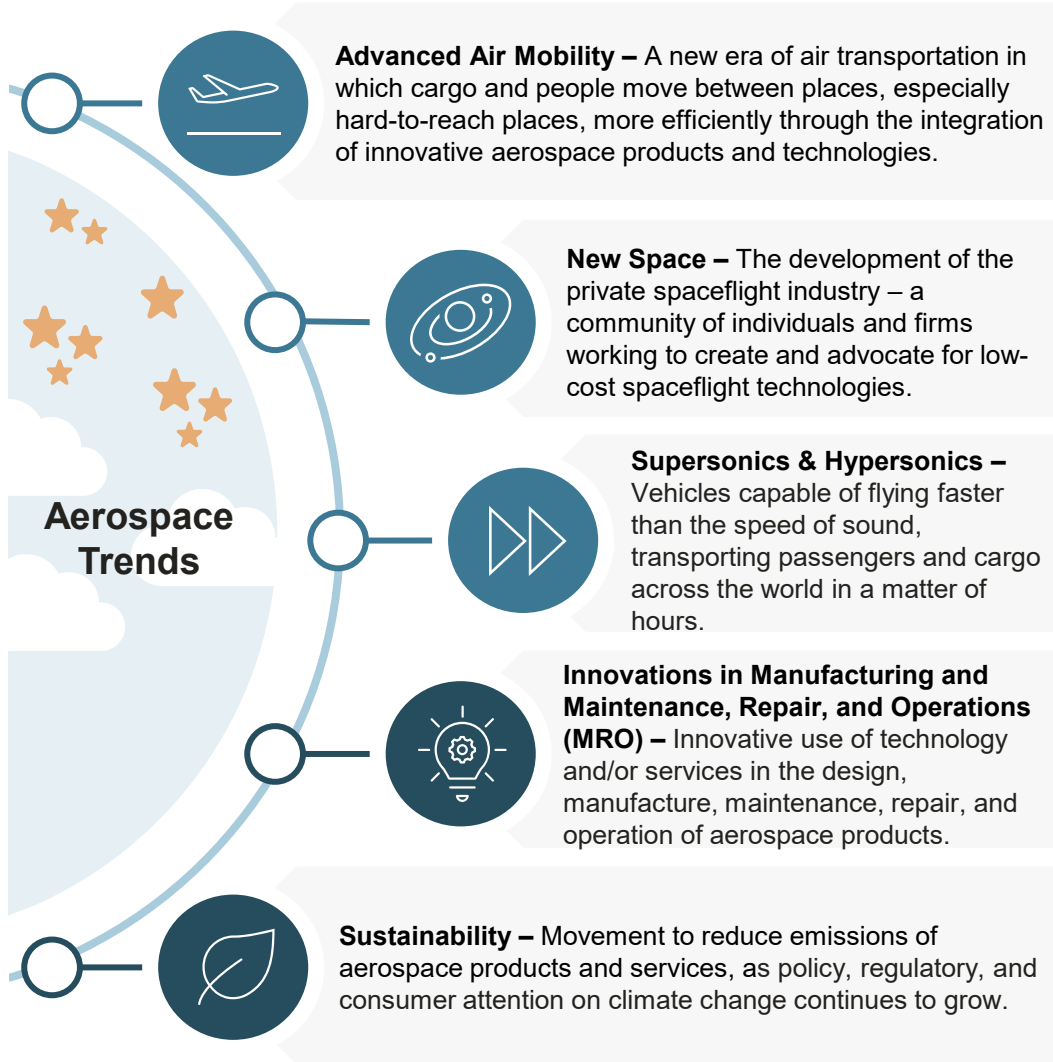 Advanced Air Mobility – A new era of air transportation in
which cargo and people move between places, especially
hard-to-reach places, more efficiently through the integration
of innovative aerospace products and technologies.
New Space – The development of the
private spaceflight industry – a
community of individuals and firms
working to create and advocate for low-
cost spaceflight technologies.
Aerospace
Trends
Supersonics & Hypersonics –
Vehicles capable of flying faster
than the speed of sound,
transporting passengers and cargo
across the world in a matter of
hours.
Innovations in Manufacturing and
Maintenance, Repair, and Operations
(MRO) – Innovative use of technology
and/or services in the design,
manufacture, maintenance, repair, and
operation of aerospace products.
Sustainability – Movement to reduce emissions of
aerospace products and services, as policy, regulatory, and
consumer attention on climate change continues to grow.